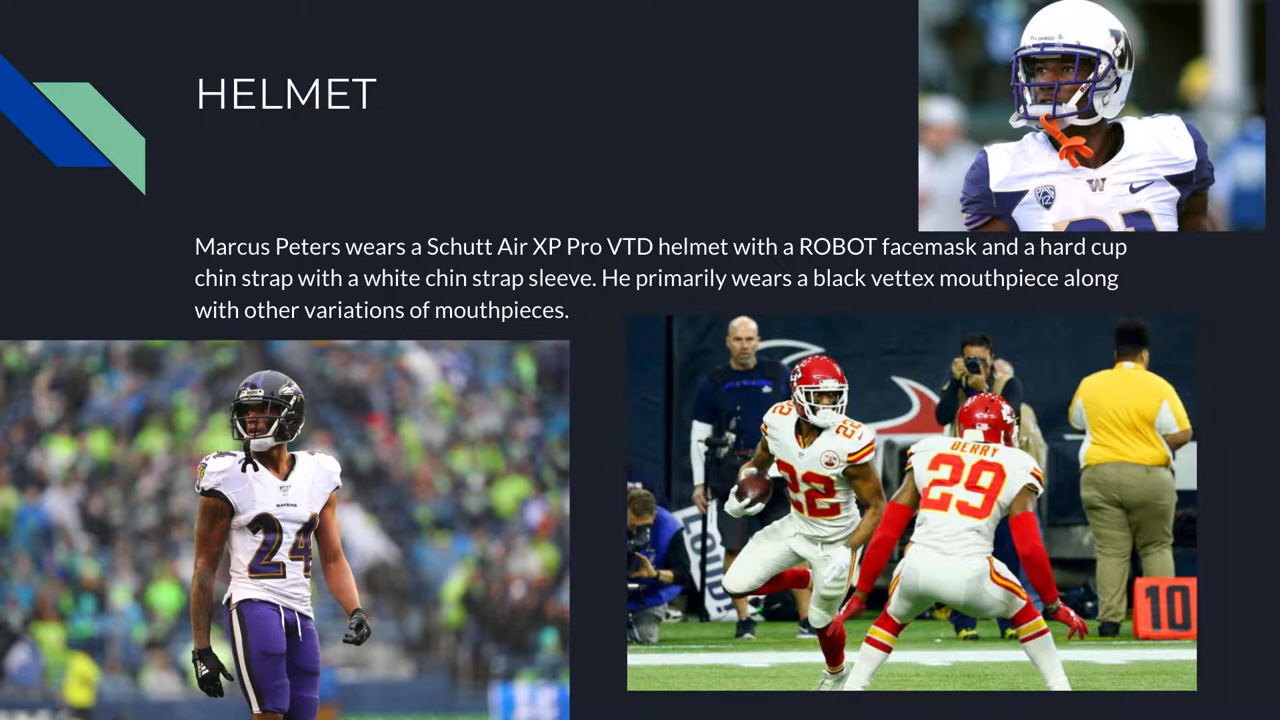 HELMET
W
Marcus Peters wears a Schutt Air XP Pro VTD helmet with a ROBOT facemask and a hard cup
chin strap with a white chin strap sleeve. He primarily wears a black vettex mouthpiece along
with other variations of mouthpieces.
24
22
22
BERRY
29
10